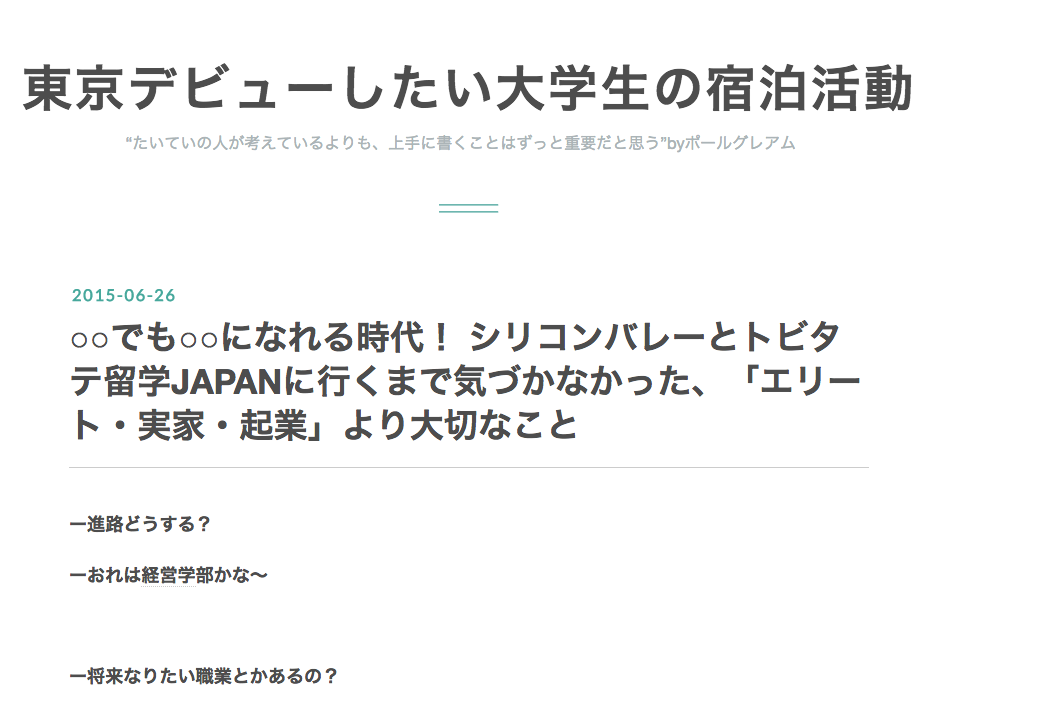 東京デビューしたい大学生の宿泊活動
“たいていの人が考えているよりも、上手に書くことはずっと重要だと思う”byポールグレアム
2015-06-26
○○でも○○になれる時代！ シリコンバレーとトビタ
テ留学JAPANに行くまで気づかなかった、「エリー
ト・実家・起業」より大切なこと
ー進路どうする？
ーおれは経営学部かな〜
ー将来なりたい職業とかあるの？